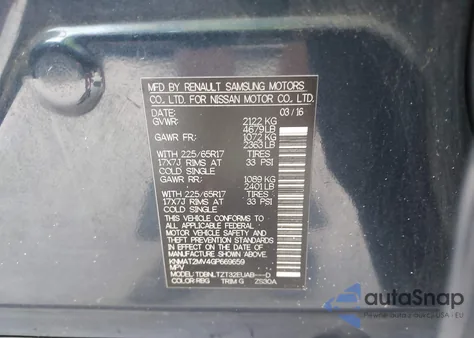 MFD BY RENAULT SAMSUNG MOTORS
CO., LTD. FOR NISSAN MOTOR CO., LTD.
DATE: 03/16
GVWR: 2122 KG
4679 LB
GAWR FR: 1072 KG
2363 LB
WITH 225/65R17 TIRES
17X7J RIMS AT 33 PSI
COLD SINGLE
GAWR RR: 1089 KG
2401 LB
WITH 225/65R17 TIRES
17X7J RIMS AT 33 PSI
COLD SINGLE
THIS VEHICLE CONFORMS TO ALL
APPLICABLE FEDERAL MOTOR
VEHICLE SAFETY STANDARDS
IN EFFECT ON THE DATE OF
MANUFACTURE SHOWN ABOVE.
KNMAT2MV4GP669659
MPV
MODEL: TDBNLTZT32EUAB---D
COLOR: RBG TRIM: G ZS30A
autoSnap